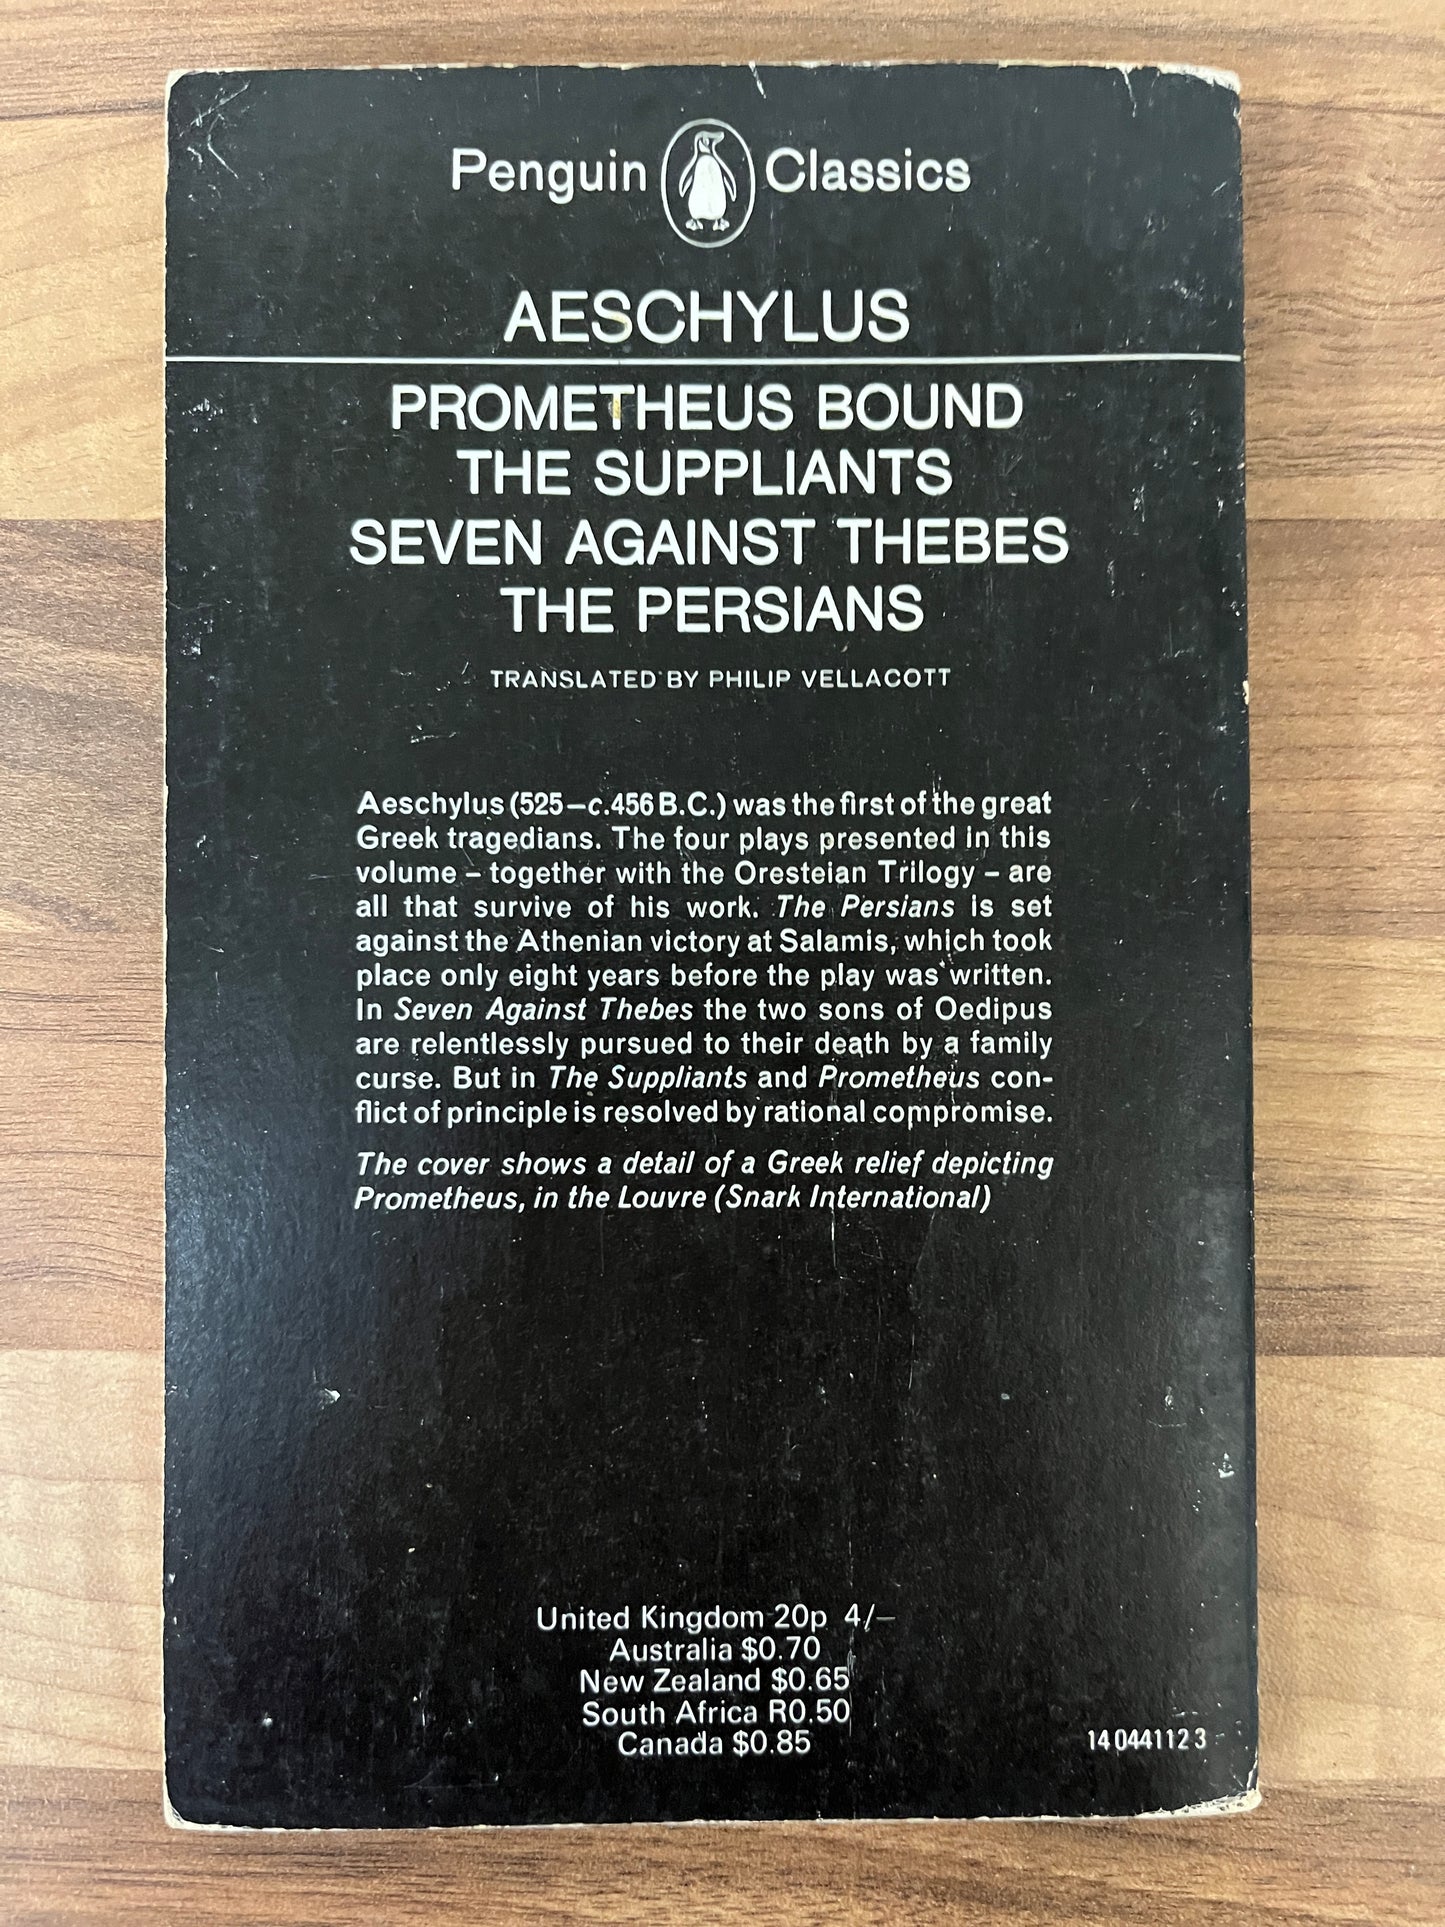 Penguin Classics
AESCHYLUS
PROMETHEUS BOUND
THE SUPPLIANTS
SEVEN AGAINST THEBES
THE PERSIANS
TRANSLATED BY PHILIP VELLACOTT
Aeschylus (525–c.456 B.C.) was the first of the great
Greek tragedians. The four plays presented in this
volume – together with the Oresteian Trilogy – are
all that survive of his work. The Persians is set
against the Athenian victory at Salamis, which took
place only eight years before the play was written.
In Seven Against Thebes the two sons of Oedipus
are relentlessly pursued to their death by a family
curse. But in The Suppliants and Prometheus con-
flict of principle is resolved by rational compromise.
The cover shows a detail of a Greek relief depicting
Prometheus, in the Louvre (Snark International)
United Kingdom 20p 4/–
Australia $0.70
New Zealand $0.65
South Africa R0.50
Canada $0.85
14 044112 3